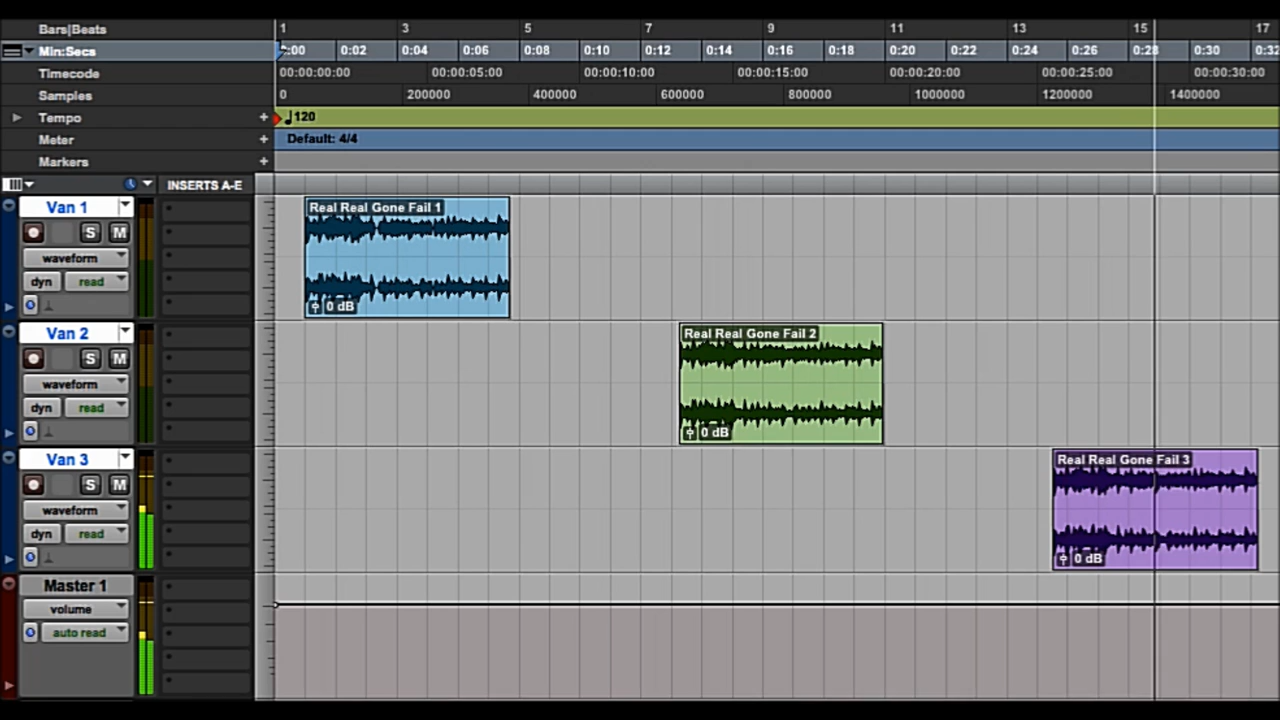 Bars|Beats 1 3 5 7 9 11 13 15 17
Min:Secs 0:00 0:02 0:04 0:06 0:08 0:10 0:12 0:14 0:16 0:18 0:20 0:22 0:24 0:26 0:28 0:30 0:32
Timecode 00:00:00:00 00:00:05:00 00:00:10:00 00:00:15:00 00:00:20:00 00:00:25:00 00:00:30:00
Samples 0 200000 400000 600000 800000 1000000 1200000 1400000
Tempo + 120
Meter + Default: 4/4
Markers +
INSERTS A-E
Van 1 Real Real Gone Fail 1
S M
waveform
dyn read
0 dB
Van 2 Real Real Gone Fail 2
S M
waveform
dyn read
0 dB
Van 3 Real Real Gone Fail 3
S M
waveform
dyn read
0 dB
Master 1
volume
auto read